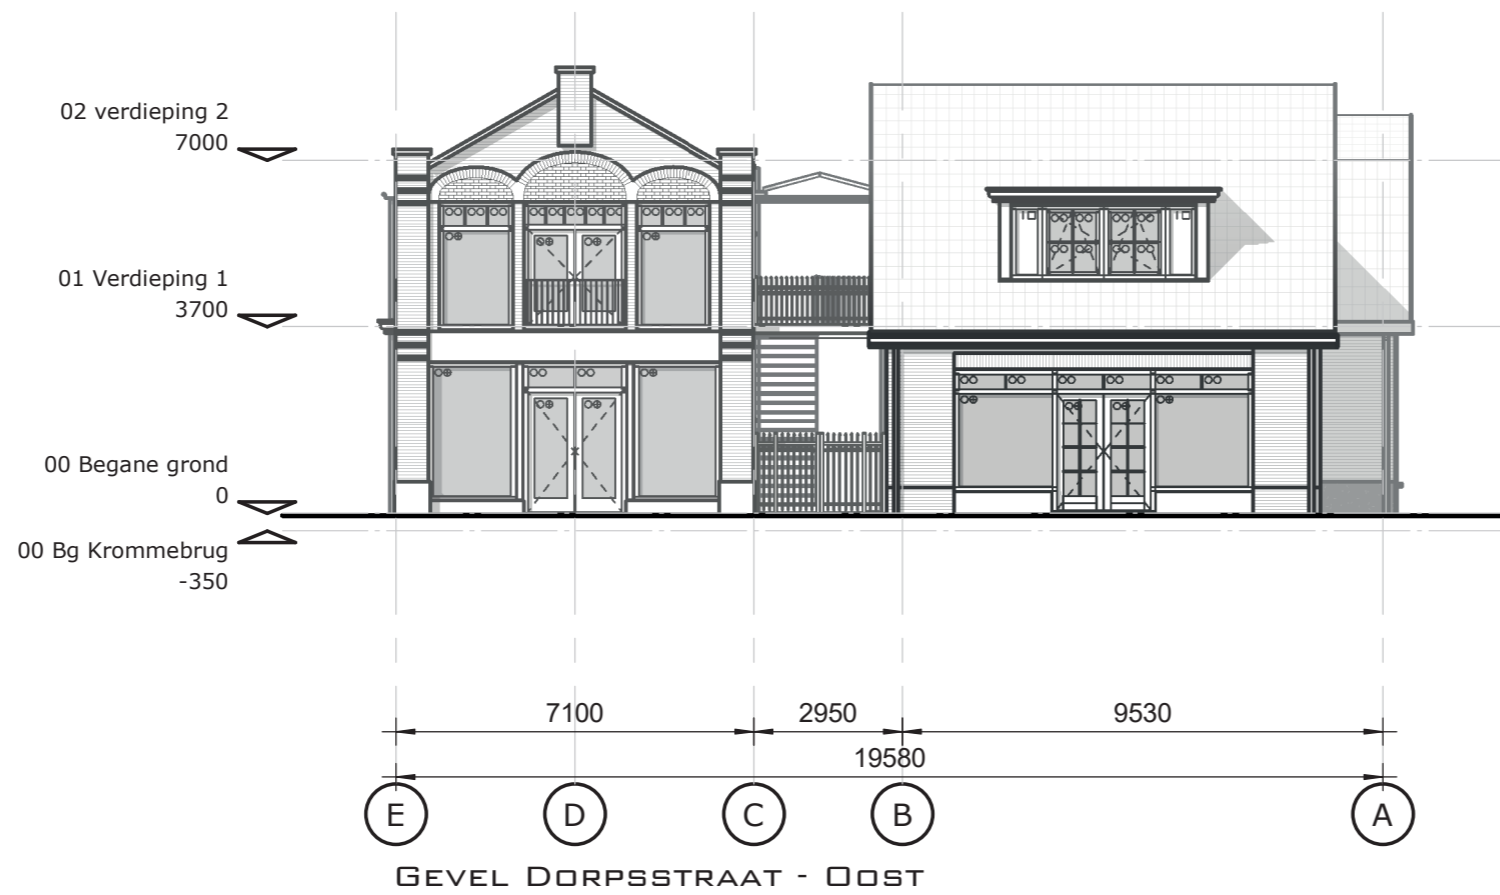 02 verdieping 2
7000
01 Verdieping 1
3700
00 Begane grond
0
00 Bg Krommebrug
-350
7100 2950 9530
19580
E D C B A
GEVEL DORPSSTRAAT - OOST